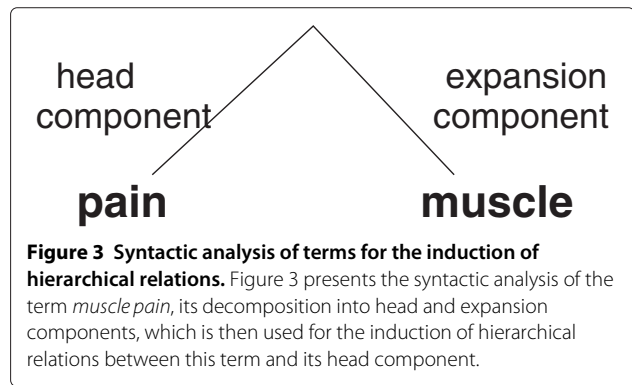 head
component
expansion
component
pain
muscle
Figure 3 Syntactic analysis of terms for the induction of
hierarchical relations. Figure 3 presents the syntactic analysis of the
term muscle pain, its decomposition into head and expansion
components, which is then used for the induction of hierarchical
relations between this term and its head component.